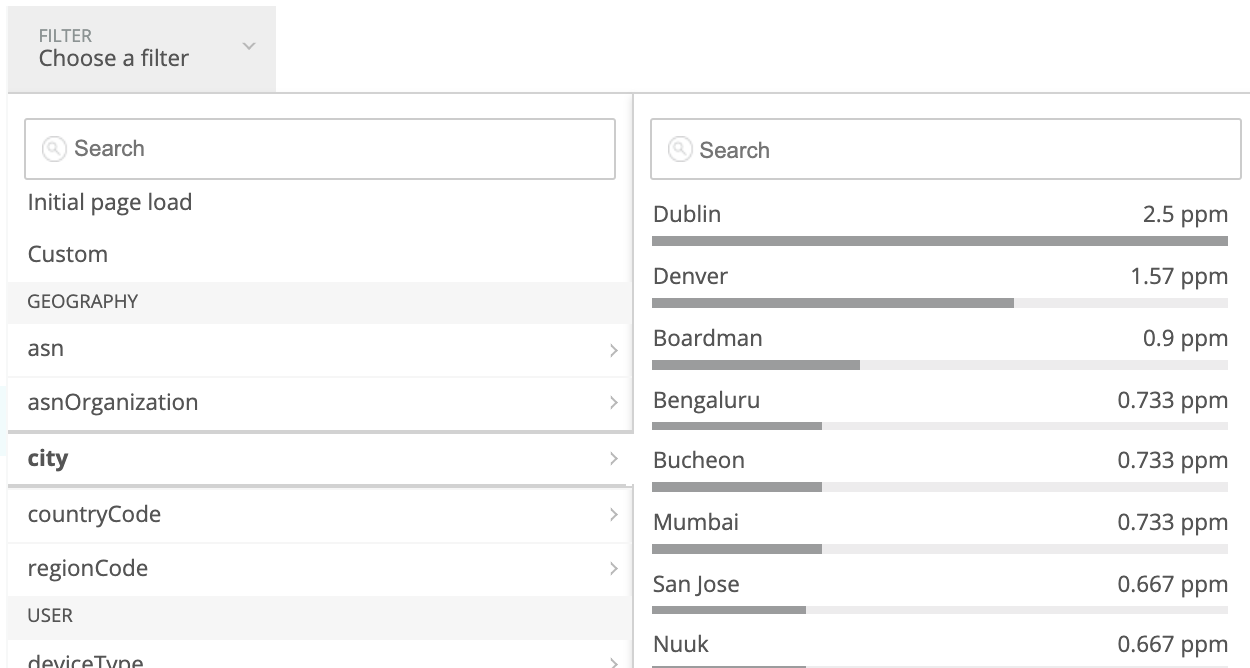 FILTER
Choose a filter
Search
Initial page load
Custom
GEOGRAPHY
asn
asnOrganization
city
countryCode
regionCode
USER
deviceType
Search
Dublin 2.5 ppm
Denver 1.57 ppm
Boardman 0.9 ppm
Bengaluru 0.733 ppm
Bucheon 0.733 ppm
Mumbai 0.733 ppm
San Jose 0.667 ppm
Nuuk 0.667 ppm